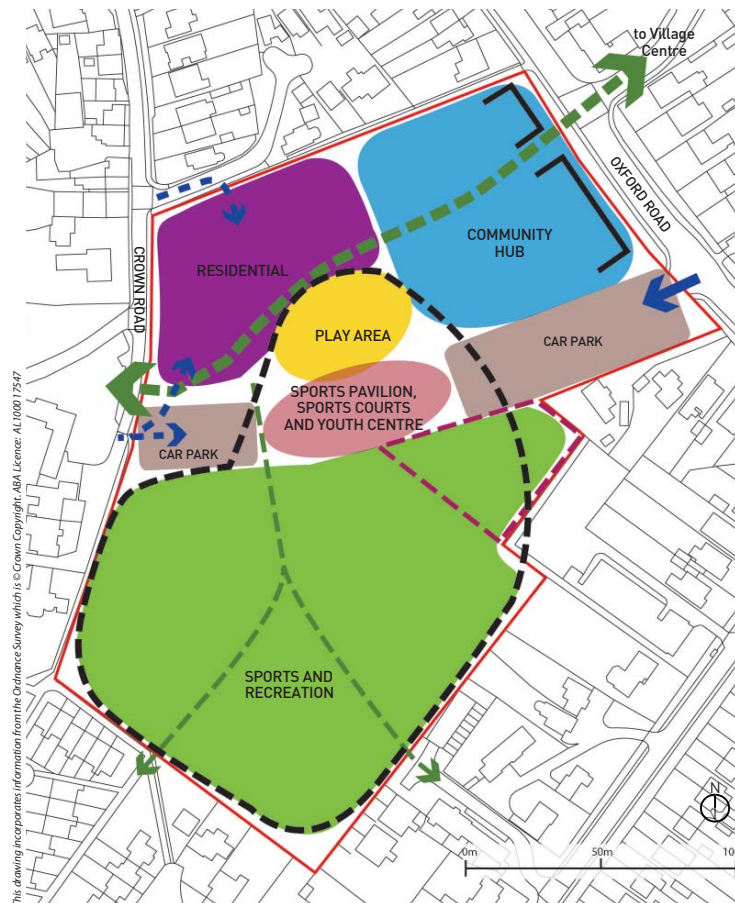 to Village
Centre
OXFORD ROAD
CROWN ROAD
COMMUNITY
HUB
RESIDENTIAL
PLAY AREA
CAR PARK
SPORTS PAVILION,
SPORTS COURTS
AND YOUTH CENTRE
CAR PARK
SPORTS AND
RECREATION
This drawing incorporates information from the Ordnance Survey which is © Crown Copyright. ABA Licence: AL100017547
N
0m
50m